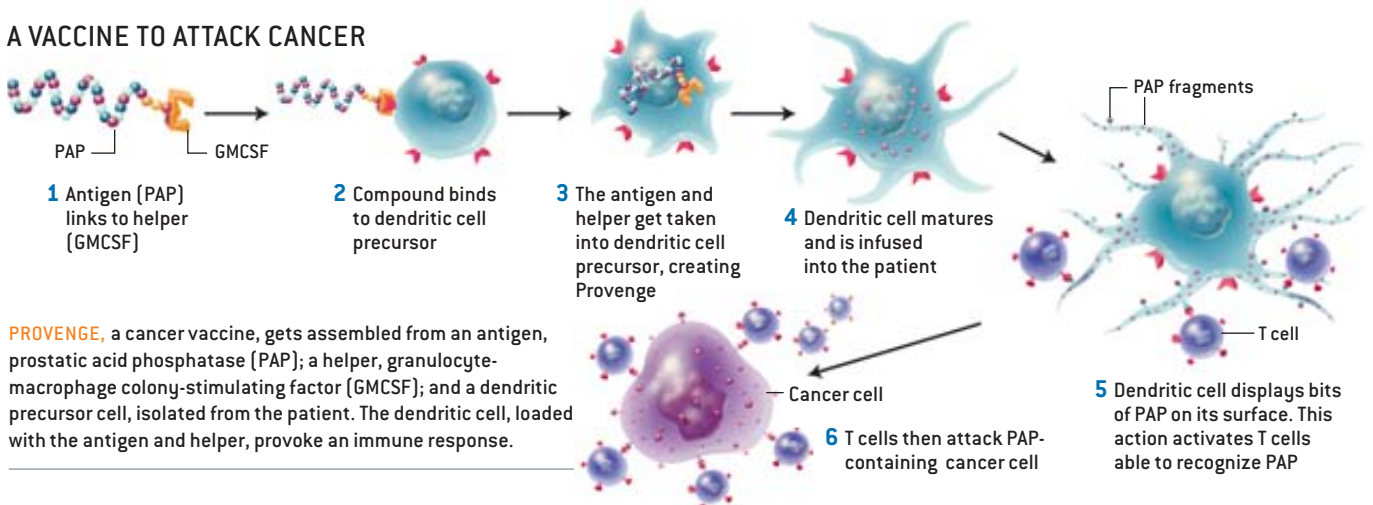 A VACCINE TO ATTACK CANCER
PAP
GMCSF
1 Antigen (PAP)
links to helper
(GMCSF)
2 Compound binds
to dendritic cell
precursor
3 The antigen and
helper get taken
into dendritic cell
precursor, creating
Provenge
4 Dendritic cell matures
and is infused
into the patient
PAP fragments
T cell
5 Dendritic cell displays bits
of PAP on its surface. This
action activates T cells
able to recognize PAP
Cancer cell
6 T cells then attack PAP-
containing cancer cell
PROVENGE, a cancer vaccine, gets assembled from an antigen,
prostatic acid phosphatase (PAP); a helper, granulocyte-
macrophage colony-stimulating factor (GMCSF); and a dendritic
precursor cell, isolated from the patient. The dendritic cell, loaded
with the antigen and helper, provoke an immune response.